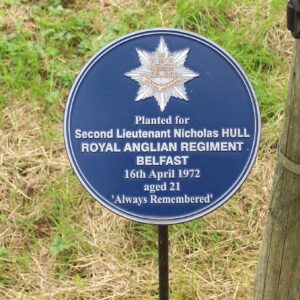 Planted for
Second Lieutenant Nicholas HULL
ROYAL ANGLIAN REGIMENT
BELFAST
16th April 1972
aged 21
'Always Remembered'